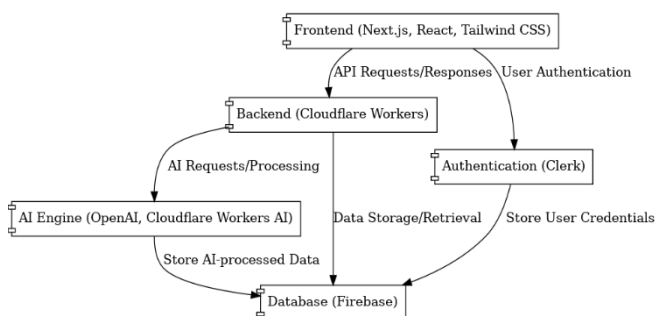 Frontend (Next.js, React, Tailwind CSS)
API Requests/Responses
User Authentication
Backend (Cloudflare Workers)
AI Requests/Processing
Authentication (Clerk)
AI Engine (OpenAI, Cloudflare Workers AI)
Data Storage/Retrieval
Store User Credentials
Store AI-processed Data
Database (Firebase)